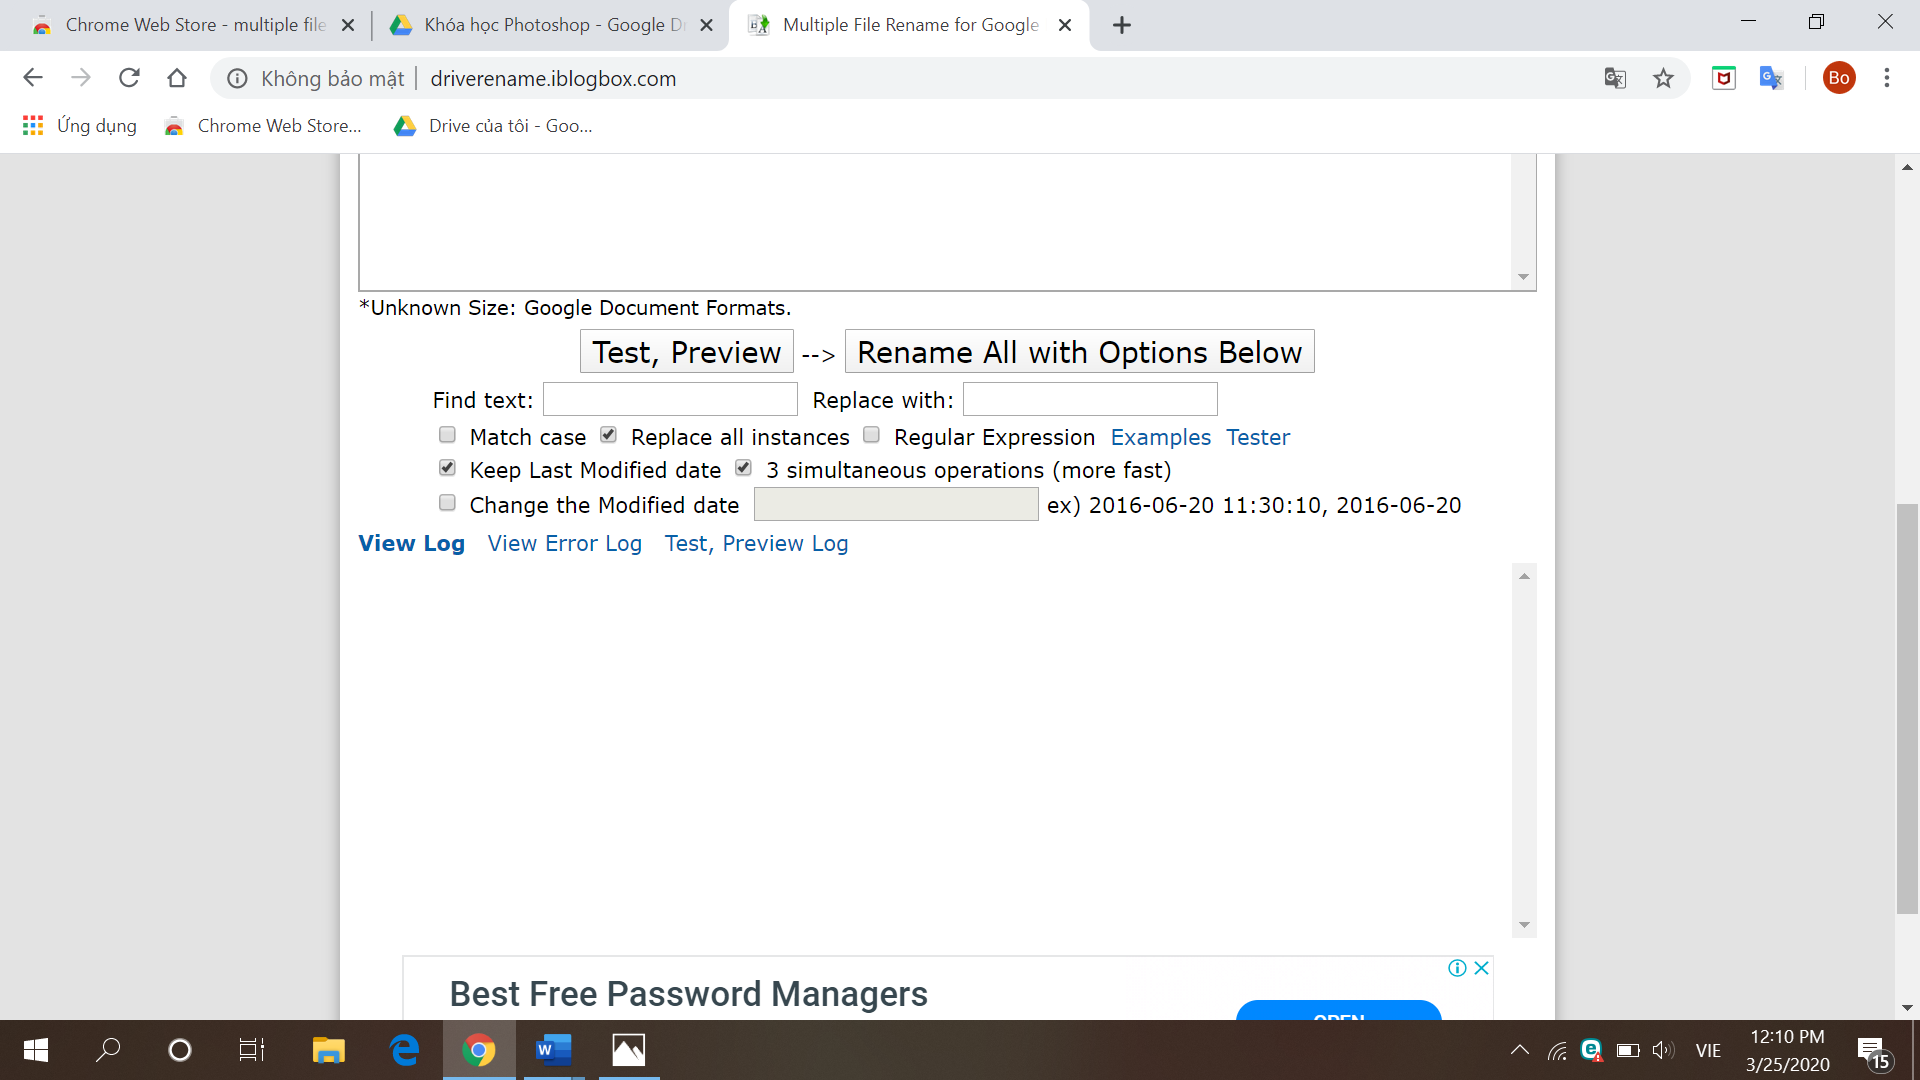 Chrome Web Store - multiple file
Khóa học Photoshop - Google Dr
Multiple File Rename for Google
Không bảo mật
driverename.iblogbox.com
Bo
Ứng dụng
Chrome Web Store...
Drive của tôi - Goo...
*Unknown Size: Google Document Formats.
Test, Preview --> Rename All with Options Below
Find text: Replace with:
Match case Replace all instances Regular Expression Examples Tester
Keep Last Modified date 3 simultaneous operations (more fast)
Change the Modified date ex) 2016-06-20 11:30:10, 2016-06-20
View Log View Error Log Test, Preview Log
Best Free Password Managers
OPEN
VIE
12:10 PM
3/25/2020
15